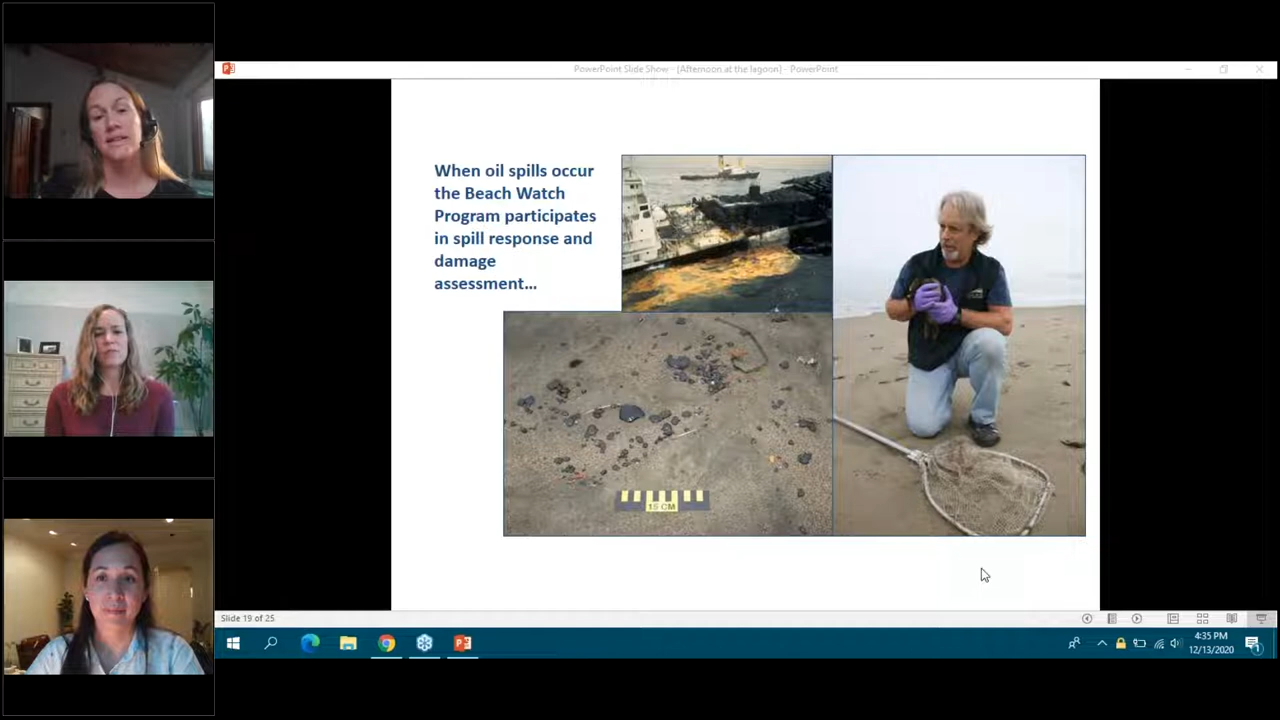 PowerPoint Slide Show - [Afternoon at the lagoon] - PowerPoint
When oil spills occur
the Beach Watch
Program participates
in spill response and
damage
assessment...
15 CM
Slide 19 of 25
4:35 PM
12/13/2020
1